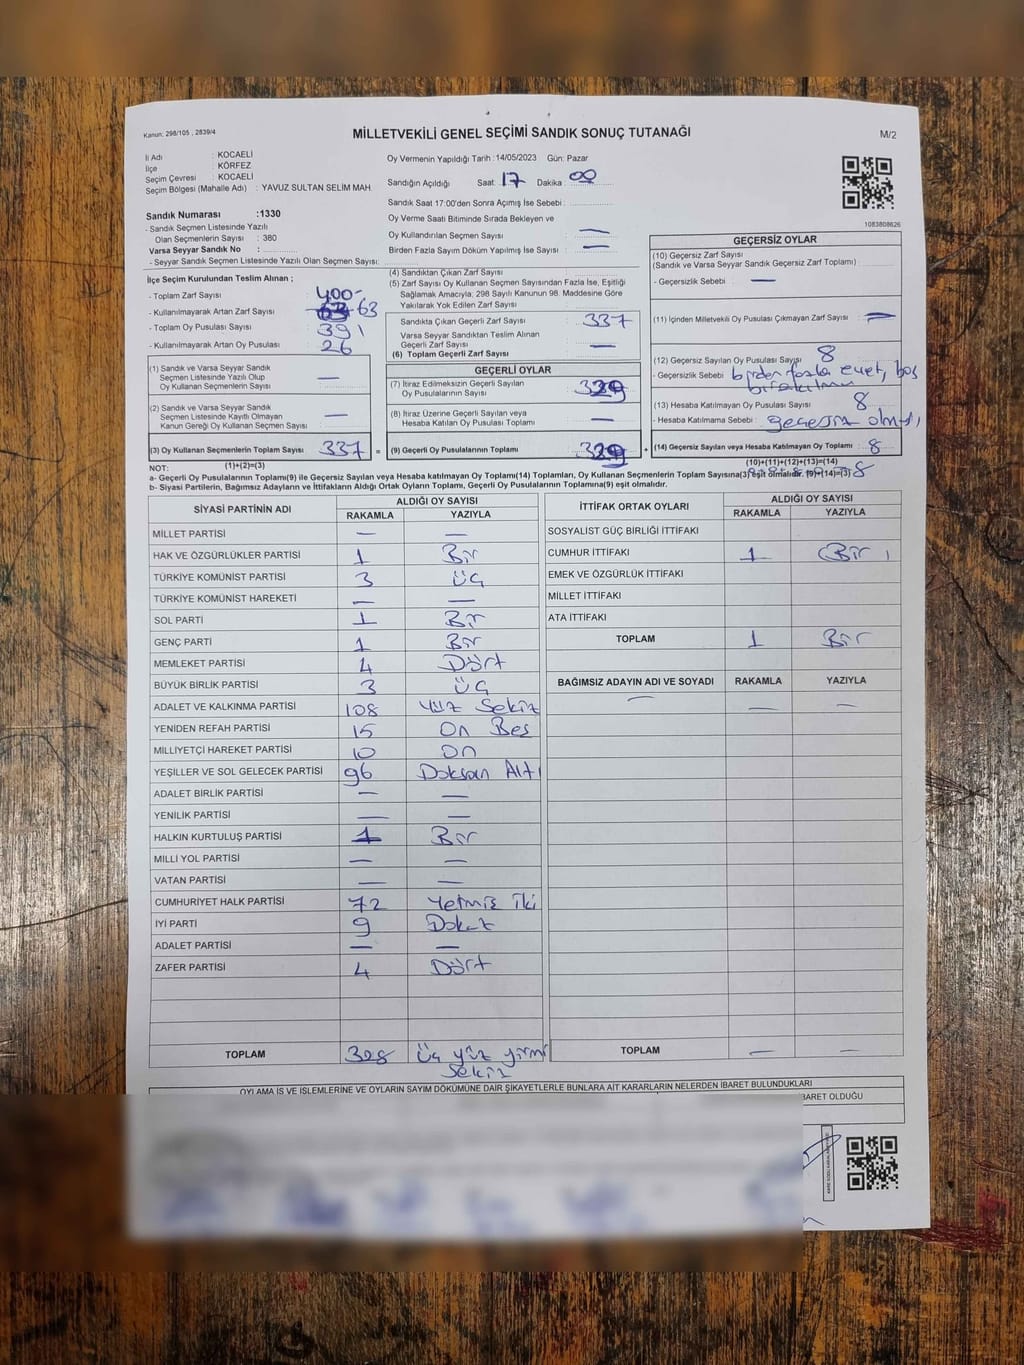 Kanun; 298/105 , 2839/4
MİLLETVEKİLİ GENEL SEÇİMİ SANDIK SONUÇ TUTANAĞI
M/2
İl Adı : KOCAELİ
İlçe : KÖRFEZ
Seçim Çevresi : KOCAELİ
Seçim Bölgesi (Mahalle Adı) : YAVUZ SULTAN SELİM MAH.
Sandık Numarası :1330
- Sandık Seçmen Listesinde Yazılı
Olan Seçmenlerin Sayısı : 380
Varsa Seyyar Sandık No :
- Seyyar Sandık Seçmen Listesinde Yazılı Olan Seçmen Sayısı:
Oy Vermenin Yapıldığı Tarih :14/05/2023 Gün: Pazar
Sandığın Açıldığı Saat: 17 Dakika: 00
Sandık Saat 17:00'den Sonra Açımış İse Sebebi :
Oy Verme Saati Bitiminde Sırada Bekleyen ve
Oy Kullandırılan Seçmen Sayısı : —
Birden Fazla Sayım Döküm Yapılmış İse Sayısı : —
1083808626
İlçe Seçim Kurulundan Teslim Alınan ;
- Toplam Zarf Sayısı : 400-
- Kullanılmayarak Artan Zarf Sayısı : 63
- Toplam Oy Pusulası Sayısı : 391
- Kullanılmayarak Artan Oy Pusulası : 26
(4) Sandıktan Çıkan Zarf Sayısı :
(5) Zarf Sayısı Oy Kullanan Seçmen Sayısından Fazla İse, Eşitliği
Sağlamak Amacıyla; 298 Sayılı Kanunun 98. Maddesine Göre
Yakılarak Yok Edilen Zarf Sayısı :
Sandıkta Çıkan Geçerli Zarf Sayısı : 337
Varsa Seyyar Sandıktan Teslim Alınan
Geçerli Zarf Sayısı : —
(6) Toplam Geçerli Zarf Sayısı :
GEÇERSİZ OYLAR
(10) Geçersiz Zarf Sayısı
(Sandık ve Varsa Seyyar Sandık Geçersiz Zarf Toplamı) :
- Geçersizlik Sebebi : —
(11) İçinden Milletvekili Oy Pusulası Çıkmayan Zarf Sayısı : —
(12) Geçersiz Sayılan Oy Pusulası Sayısı : 8
- Geçersizlik Sebebi : birden fazla evet, boş
bırakılmış
(13) Hesaba Katılmayan Oy Pusulası Sayısı : 8
- Hesaba Katılmama Sebebi : geçersiz
(14) Geçersiz Sayılan veya Hesaba Katılmayan Oy Toplamı : 8
(10)+(11)+(12)+(13)=(14)
(1) Sandık ve Varsa Seyyar Sandık
Seçmen Listesinde Yazılı Olup
Oy Kullanan Seçmenlerin Sayısı : —
(2) Sandık ve Varsa Seyyar Sandık
Seçmen Listesinde Kayıtlı Olmayan
Kanun Gereği Oy Kullanan Seçmen Sayısı : —
(3) Oy Kullanan Seçmenlerin Toplam Sayısı : 337 =
(1)+(2)=(3)
GEÇERLİ OYLAR
(7) İtiraz Edilmeksizin Geçerli Sayılan
Oy Pusulalarının Sayısı : 329
(8) İtiraz Üzerine Geçerli Sayılan veya
Hesaba Katılan Oy Pusulası Toplamı : —
(9) Geçerli Oy Pusulalarının Toplamı : 329 +
NOT:
a- Geçerli Oy Pusulası Toplamı(9) ile Geçersiz Sayılan veya Hesaba katılmayan Oy Toplamı(14) Toplamları, Oy Kullanan Seçmenlerin Toplam Sayısına(3) eşit olmalıdır. (9)+(14)=(3)
b- Siyasi Partilerin, Bağımsız Adayların ve İttifakların Aldığı Ortak Oyların Toplamı, Geçerli Oy Pusulalarının Toplamına(9) eşit olmalıdır.
SİYASİ PARTİNİN ADI
ALDIĞI OY SAYISI
RAKAMLA YAZIYLA
MİLLET PARTİSİ — —
HAK VE ÖZGÜRLÜKLER PARTİSİ 1 Bir
TÜRKİYE KOMÜNİST PARTİSİ 3 üç
TÜRKİYE KOMÜNİST HAREKETİ — —
SOL PARTİ 1 Bir
GENÇ PARTİ 1 Bir
MEMLEKET PARTİSİ 4 Dört
BÜYÜK BİRLİK PARTİSİ 3 üç
ADALET VE KALKINMA PARTİSİ 108 Yüz Sekiz
YENİDEN REFAH PARTİSİ 15 On Beş
MİLLİYETÇİ HAREKET PARTİSİ 10 On
YEŞİLLER VE SOL GELECEK PARTİSİ 96 Doksan Altı
ADALET BİRLİK PARTİSİ — —
YENİLİK PARTİSİ — —
HALKIN KURTULUŞ PARTİSİ 1 Bir
MİLLİ YOL PARTİSİ — —
VATAN PARTİSİ — —
CUMHURİYET HALK PARTİSİ 72 Yetmiş İki
İYİ PARTİ 9 Dokuz
ADALET PARTİSİ — —
ZAFER PARTİSİ 4 Dört
TOPLAM 328 Üç yüz yirmi
sekiz
İTTİFAK ORTAK OYLARI
ALDIĞI OY SAYISI
RAKAMLA YAZIYLA
SOSYALİST GÜÇ BİRLİĞİ İTTİFAKI
CUMHUR İTTİFAKI 1 Bir
EMEK VE ÖZGÜRLÜK İTTİFAKI
MİLLET İTTİFAKI
ATA İTTİFAKI
TOPLAM 1 Bir
BAĞIMSIZ ADAYIN ADI VE SOYADI RAKAMLA YAZIYLA
— — —
TOPLAM — —
OYLAMA İŞ VE İŞLEMLERİNE VE OYLARIN SAYIM DÖKÜMÜNE DAİR ŞİKAYETLERLE BUNLARA AİT KARARLARIN NELERDEN İBARET BULUNDUKLARI
BARET OLDUĞU